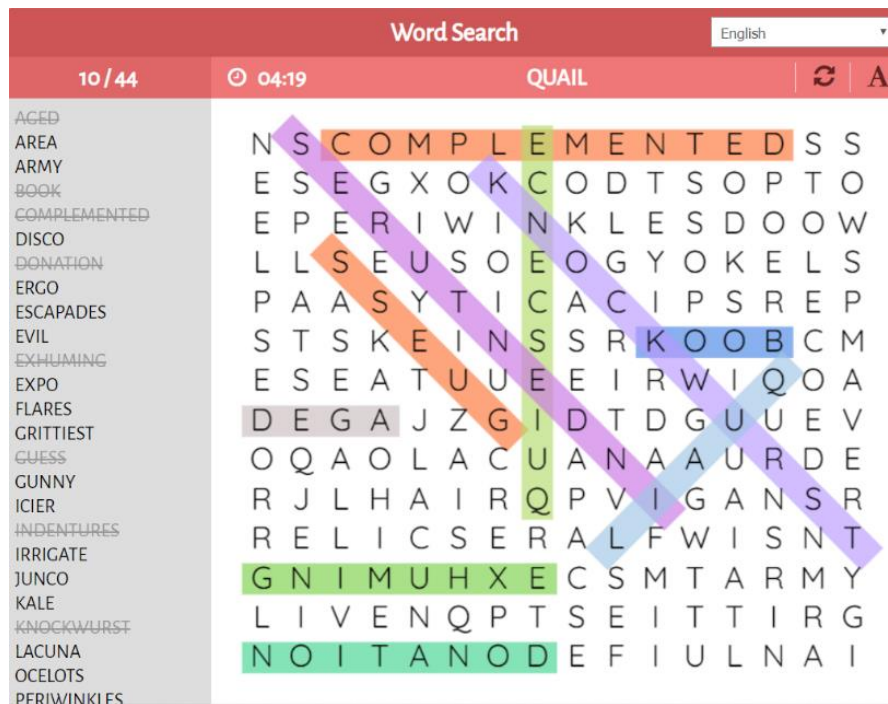 Word Search
English
10 / 44
04:19
QUAIL
A
AGED
AREA
ARMY
BOOK
COMPLEMENTED
DISCO
DONATION
ERGO
ESCAPADES
EVIL
EXHUMING
EXPO
FLARES
GRITTIEST
GUESS
GUNNY
ICIER
INDENTURES
IRRIGATE
JUNCO
KALE
KNOCKWURST
LACUNA
OCELOTS
PERIWINKLES
N S C O M P L E M E N T E D S S
E S E G X O K C O D T S O P T O
E P E R I W I N K L E S D O O W
L L S E U S O E O G Y O K E L S
P A A S Y T I C A C I P S R E P
S T S K E I N S S R K O O B C M
E S E A T U U E E I R W I Q O A
D E G A J Z G I D T D G U U E V
O Q A O L A C U A N A A U R D E
R J L H A I R Q P V I G A N S R
R E L I C S E R A L F W I S N T
G N I M U H X E C S M T A R M Y
L I V E N Q P T S E I T T I R G
N O I T A N O D E F I U L N A I